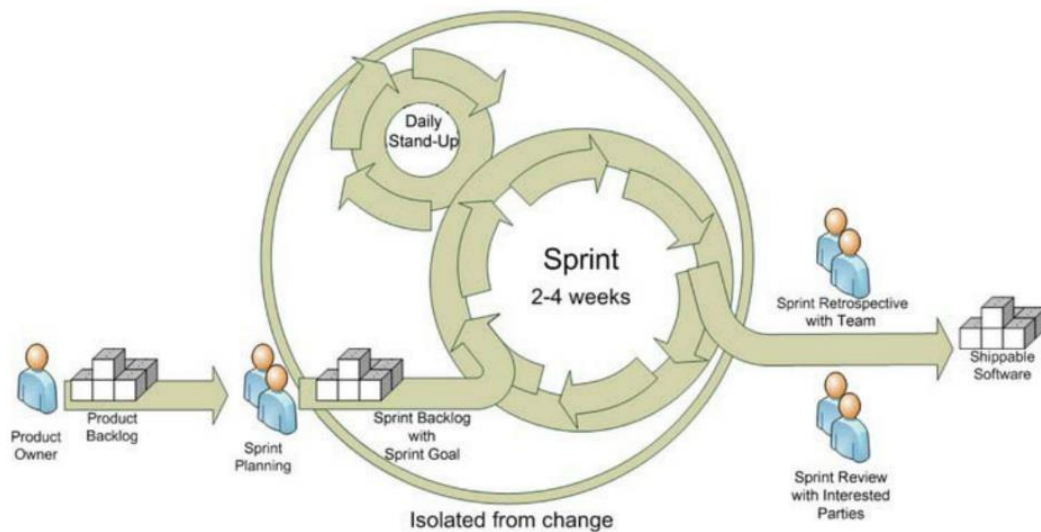 Daily
Stand-Up
Sprint
2-4 weeks
Product
Owner
Product
Backlog
Sprint
Planning
Sprint Backlog
with
Sprint Goal
Sprint Retrospective
with Team
Shippable
Software
Sprint Review
with Interested
Parties
Isolated from change